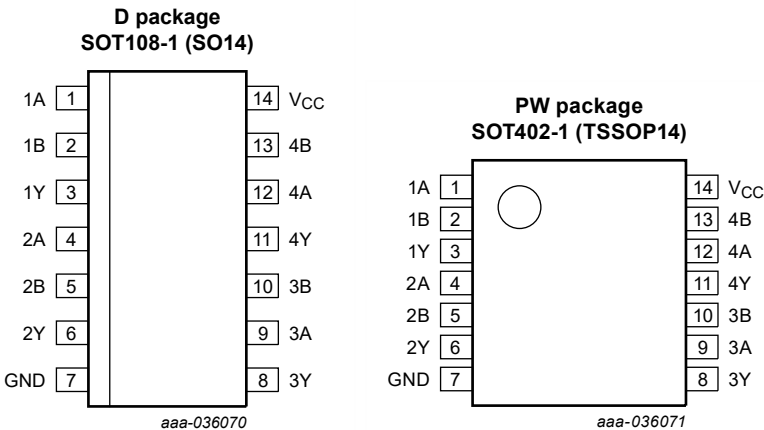 D package
SOT108-1 (SO14)
1A 1 14 VCC
1B 2 13 4B
1Y 3 12 4A
2A 4 11 4Y
2B 5 10 3B
2Y 6 9 3A
GND 7 8 3Y
aaa-036070
PW package
SOT402-1 (TSSOP14)
1A 1 14 VCC
1B 2 13 4B
1Y 3 12 4A
2A 4 11 4Y
2B 5 10 3B
2Y 6 9 3A
GND 7 8 3Y
aaa-036071